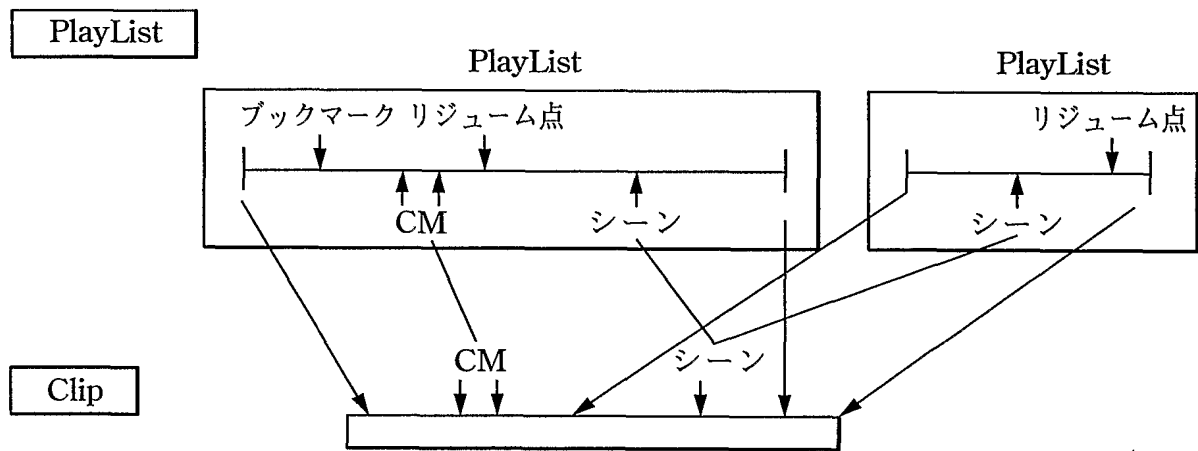 PlayList
PlayList PlayList
ブックマーク リジューム点 リジューム点
CM シーン シーン
CM シーン
Clip